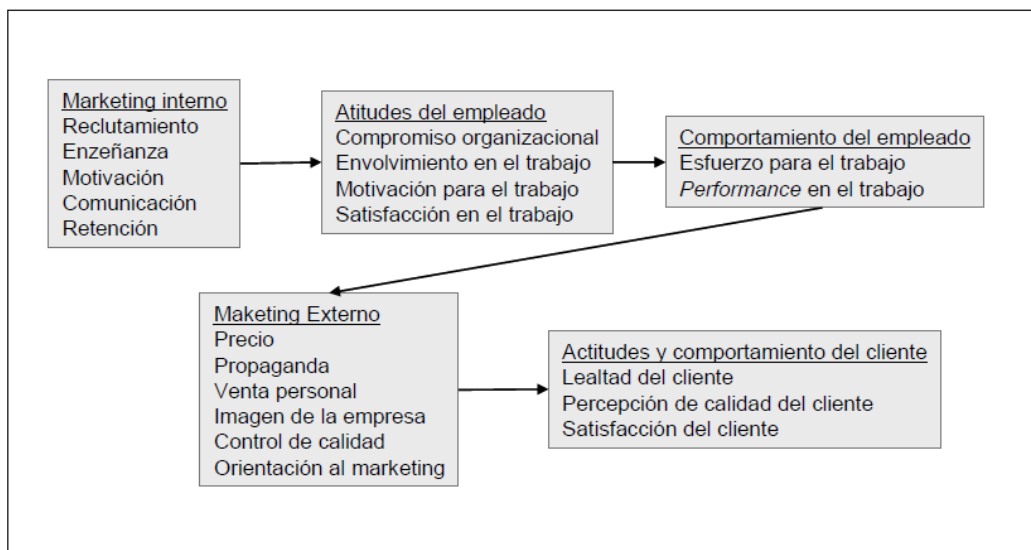 Marketing interno
Reclutamiento
Enzeñanza
Motivación
Comunicación
Retención
Atitudes del empleado
Compromiso organizacional
Envolvimiento en el trabajo
Motivación para el trabajo
Satisfacción en el trabajo
Comportamiento del empleado
Esfuerzo para el trabajo
Performance en el trabajo
Maketing Externo
Precio
Propaganda
Venta personal
Imagen de la empresa
Control de calidad
Orientación al marketing
Actitudes y comportamiento del cliente
Lealtad del cliente
Percepción de calidad del cliente
Satisfacción del cliente